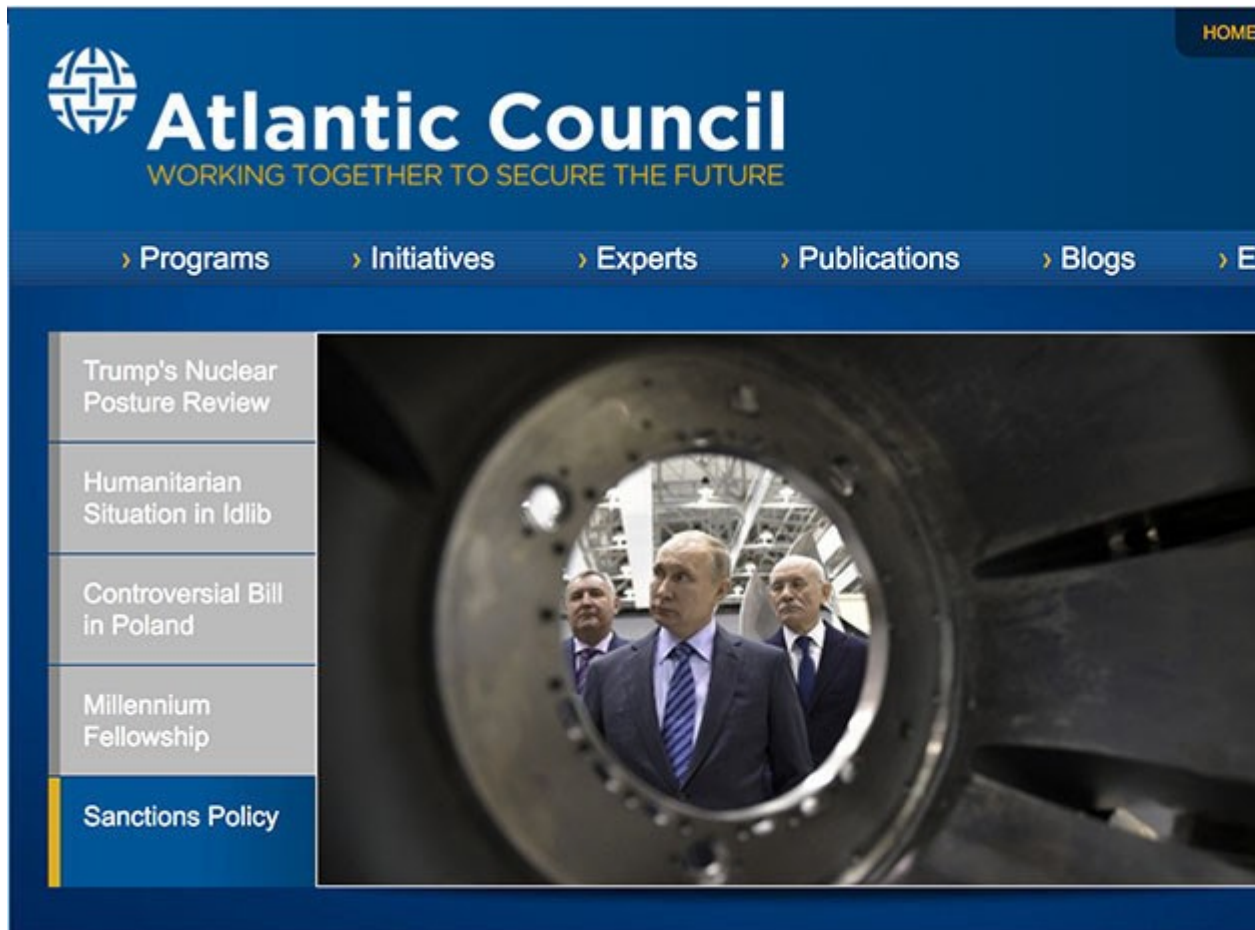 HOME
Atlantic Council
WORKING TOGETHER TO SECURE THE FUTURE
› Programs › Initiatives › Experts › Publications › Blogs › E
Trump's Nuclear
Posture Review
Humanitarian
Situation in Idlib
Controversial Bill
in Poland
Millennium
Fellowship
Sanctions Policy